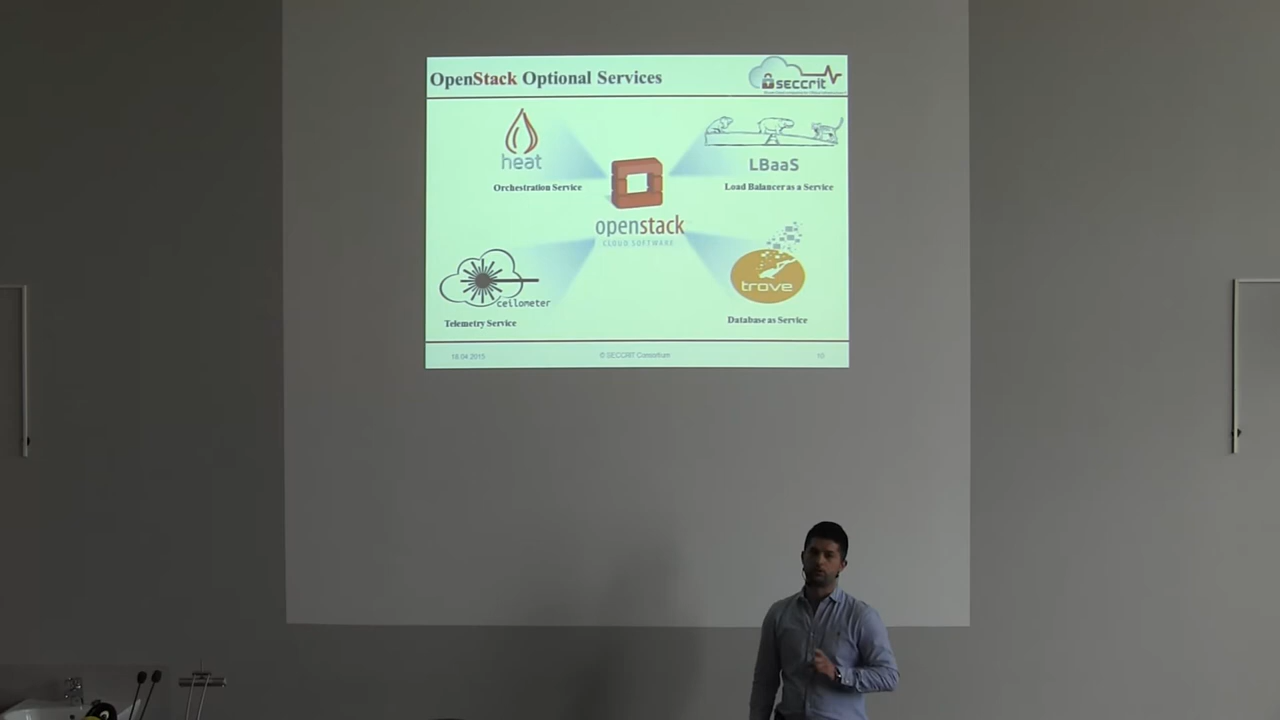 OpenStack Optional Services
seccrit
heat
Orchestration Service
LBaaS
Load Balancer as a Service
openstack
CLOUD SOFTWARE
ceilometer
Telemetry Service
trove
Database as Service
18.04.2015
© SECCRIT Consortium
10